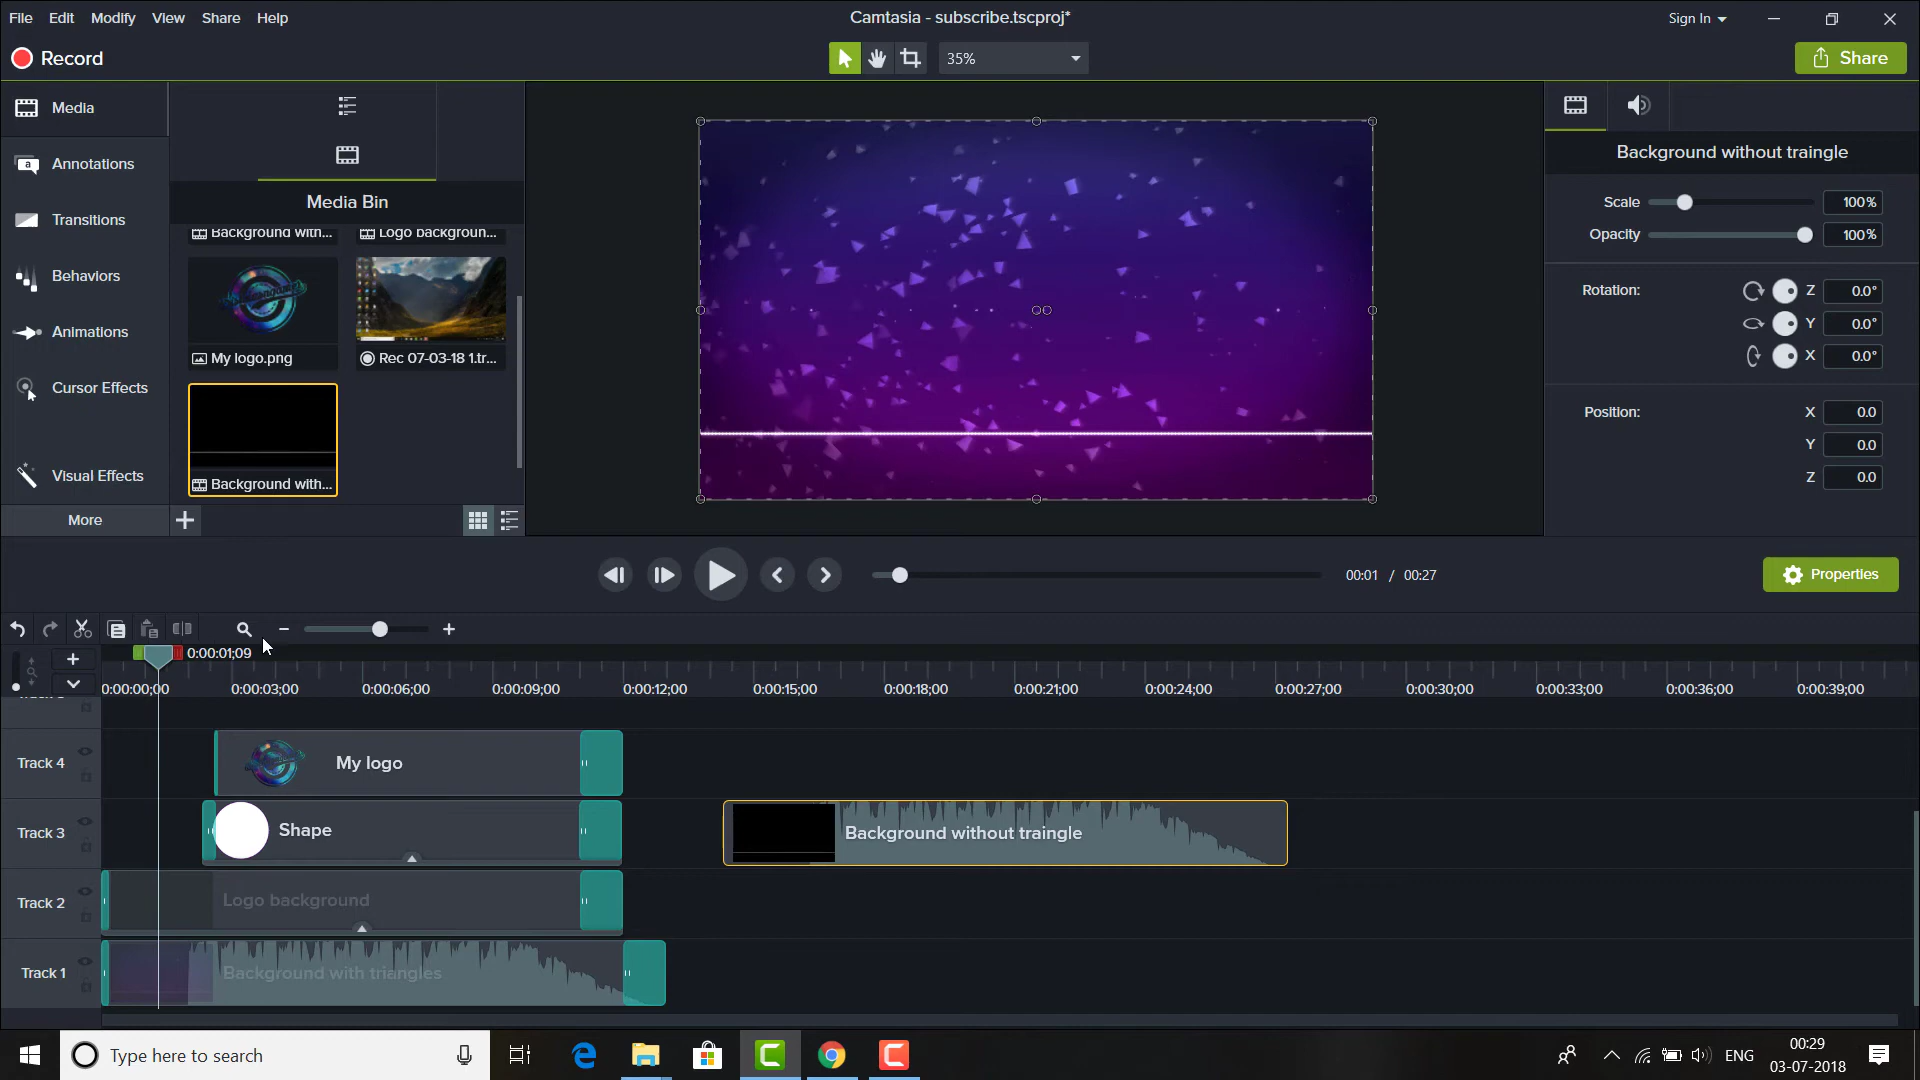 File Edit Modify View Share Help
Camtasia - subscribe.tscproj*
Sign In
Record
35%
Share
Media
Annotations
Transitions
Behaviors
Animations
Cursor Effects
Visual Effects
More
Media Bin
Background with...
Logo backgroun...
My logo.png
Rec 07-03-18 1.tr...
Background with...
Background without traingle
Scale 100%
Opacity 100%
Rotation: Z 0.0°
Y 0.0°
X 0.0°
Position: X 0.0
Y 0.0
Z 0.0
00:01 / 00:27
Properties
0:00:01;09
0:00:00;00 0:00:03;00 0:00:06;00 0:00:09;00 0:00:12;00 0:00:15;00 0:00:18;00 0:00:21;00 0:00:24;00 0:00:27;00 0:00:30;00 0:00:33;00 0:00:36;00 0:00:39;00
Track 4 My logo
Track 3 Shape Background without traingle
Track 2 Logo background
Track 1 Background with triangles
Type here to search
ENG
00:29
03-07-2018